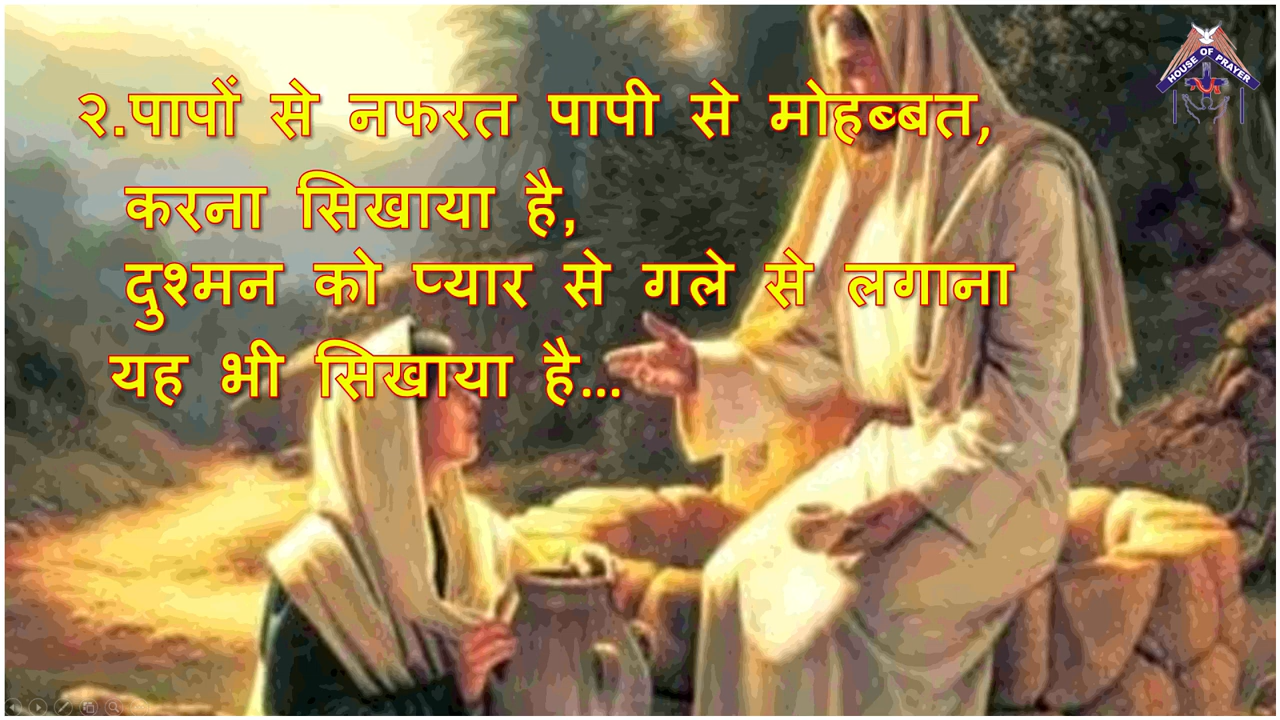 २.पापों से नफरत पापी से मोहब्बत,
करना सिखाया है,
दुश्मन को प्यार से गले से लगाना
यह भी सिखाया है...
HOUSE OF PRAYER